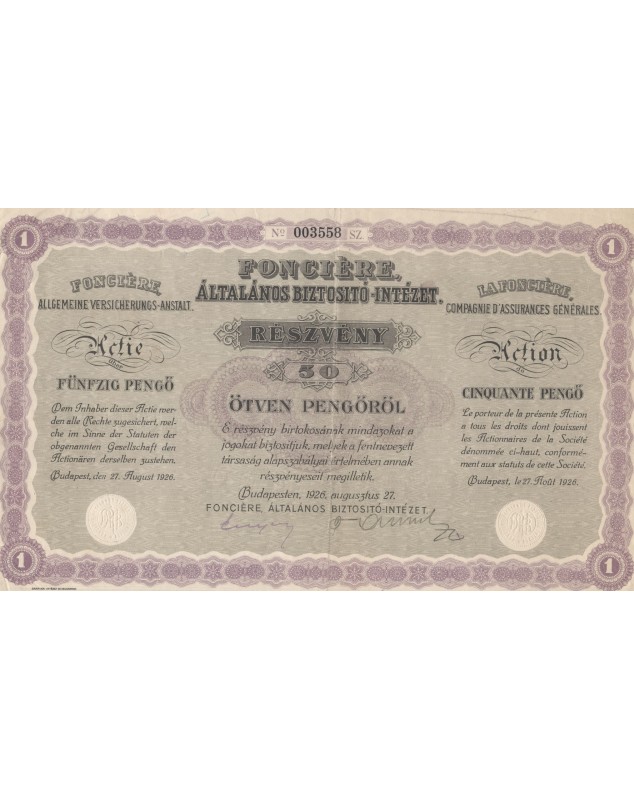 Nº 003558 SZ.
1
1
FONCIÈRE,
ÁLTALÁNOS BIZTOSITÓ-INTÉZET.
RÉSZVÉNY
50
ÖTVEN PENGŐRŐL
E részvény birtokosának mindazokat a
jogokat biztosítjuk, melyek a fentnevezett
társaság alapszabályai értelmében annak
részvényeseit megilletik.
Budapesten, 1926. augusztus 27.
FONCIÈRE, ÁLTALÁNOS BIZTOSITÓ-INTÉZET.
FONCIÈRE,
ALLGEMEINE VERSICHERUNGS-ANSTALT.
Actie
über
FÜNFZIG PENGŐ
Dem Inhaber dieser Actie wer-
den alle Rechte zugesichert, wel-
che im Sinne der Statuten der
obgenannten Gesellschaft den
Actionären derselben zustehen.
Budapest, den 27. August 1926.
LA FONCIÈRE,
COMPAGNIE D'ASSURANCES GÉNÉRALES.
Action
de
CINQUANTE PENGŐ
Le porteur de la présente Action
a tous les droits dont jouissent
les Actionnaires de la Société
dénommée ci-haut, conformé-
ment aux statuts de cette Société.
Budapest, le 27 Août 1926.
1
1